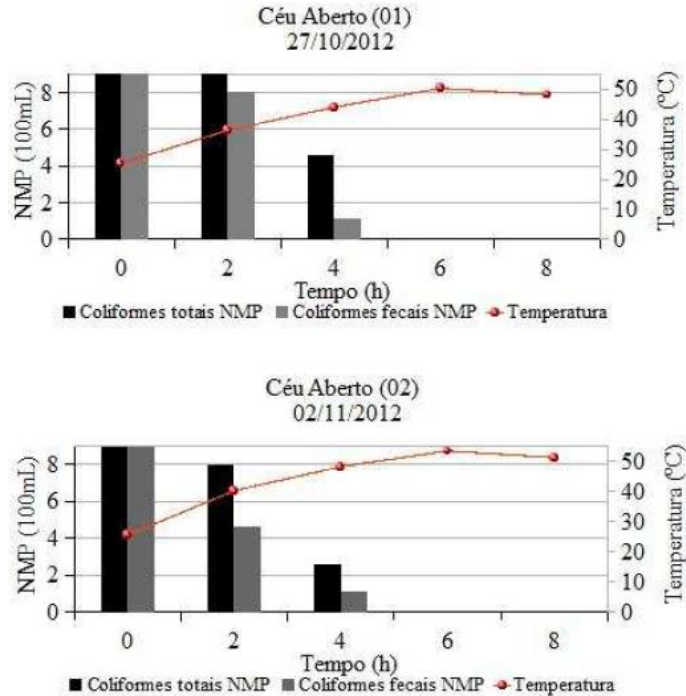 Céu Aberto (01)
27/10/2012
NMP (100mL)
8
6
4
2
0
50
40
30
20
10
0
Temperatura (ºC)
0 2 4 6 8
Tempo (h)
Coliformes totais NMP Coliformes fecais NMP Temperatura
Céu Aberto (02)
02/11/2012
NMP (100mL)
8
6
4
2
0
50
40
30
20
10
0
Temperatura (ºC)
0 2 4 6 8
Tempo (h)
Coliformes totais NMP Coliformes fecais NMP Temperatura